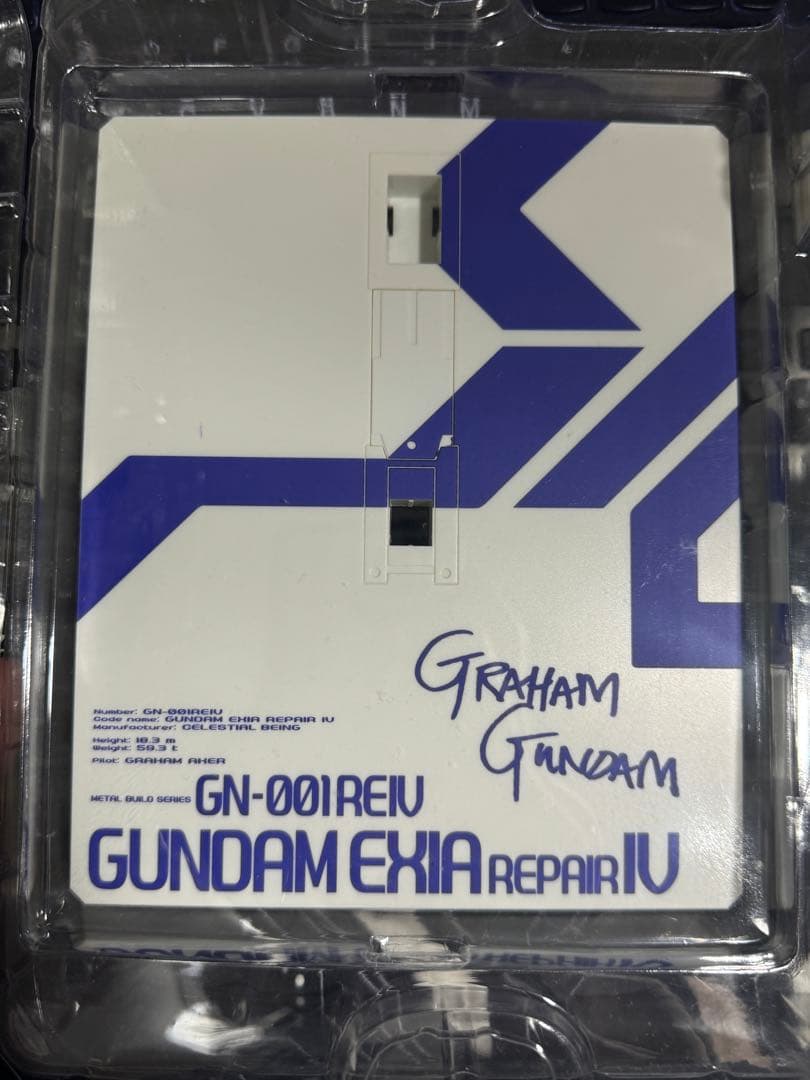 GRAHAM
GUNDAM
Number: GN-001REIV
Code name: GUNDAM EXIA REPAIR IV
Manufacturer: CELESTIAL BEING
Height: 18.3 m
Weight: 59.3 t
Pilot: GRAHAM AKER
METAL BUILD SERIES GN-001REIV
GUNDAM EXIA REPAIR IV